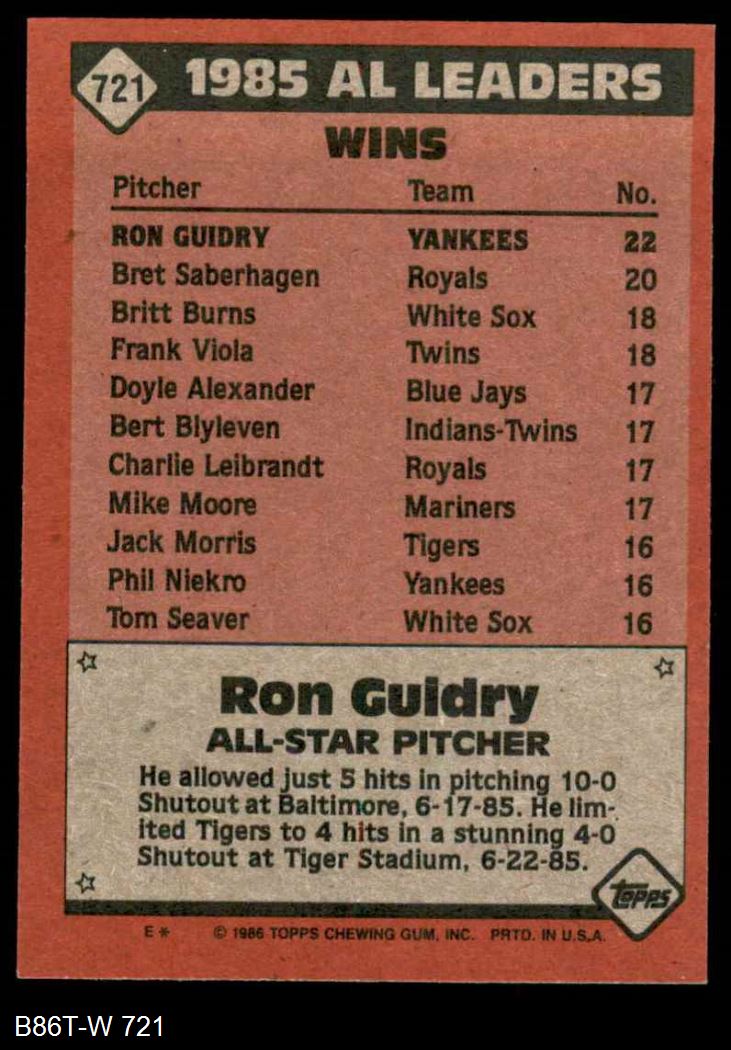 721 1985 AL LEADERS
WINS
Pitcher Team No.
RON GUIDRY YANKEES 22
Bret Saberhagen Royals 20
Britt Burns White Sox 18
Frank Viola Twins 18
Doyle Alexander Blue Jays 17
Bert Blyleven Indians-Twins 17
Charlie Leibrandt Royals 17
Mike Moore Mariners 17
Jack Morris Tigers 16
Phil Niekro Yankees 16
Tom Seaver White Sox 16
Ron Guidry
ALL-STAR PITCHER
He allowed just 5 hits in pitching 10-0
Shutout at Baltimore, 6-17-85. He lim-
ited Tigers to 4 hits in a stunning 4-0
Shutout at Tiger Stadium, 6-22-85.
Topps
E* © 1986 TOPPS CHEWING GUM, INC. PRTD. IN U.S.A.
B86T-W 721